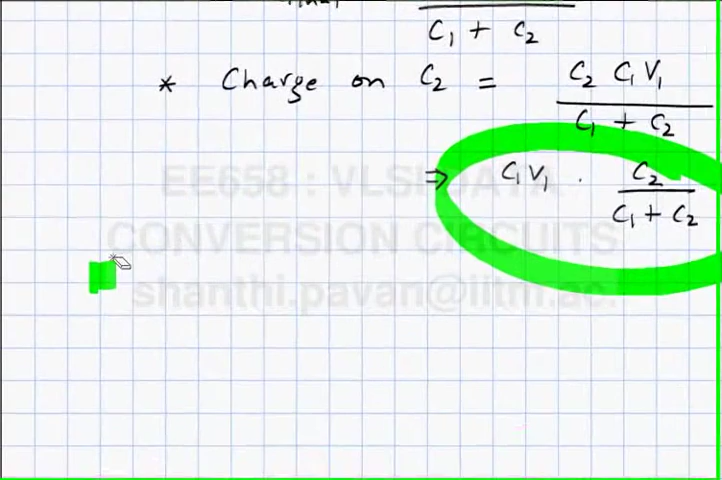 C₁ + C₂
* Charge on C₂ = C₂ C₁ V₁ / C₁ + C₂
⇒ C₁ V₁ . C₂ / C₁ + C₂
EE658 : VLSI DATA
CONVERSION CIRCUITS
shanthi.pavan@iitm.ac.